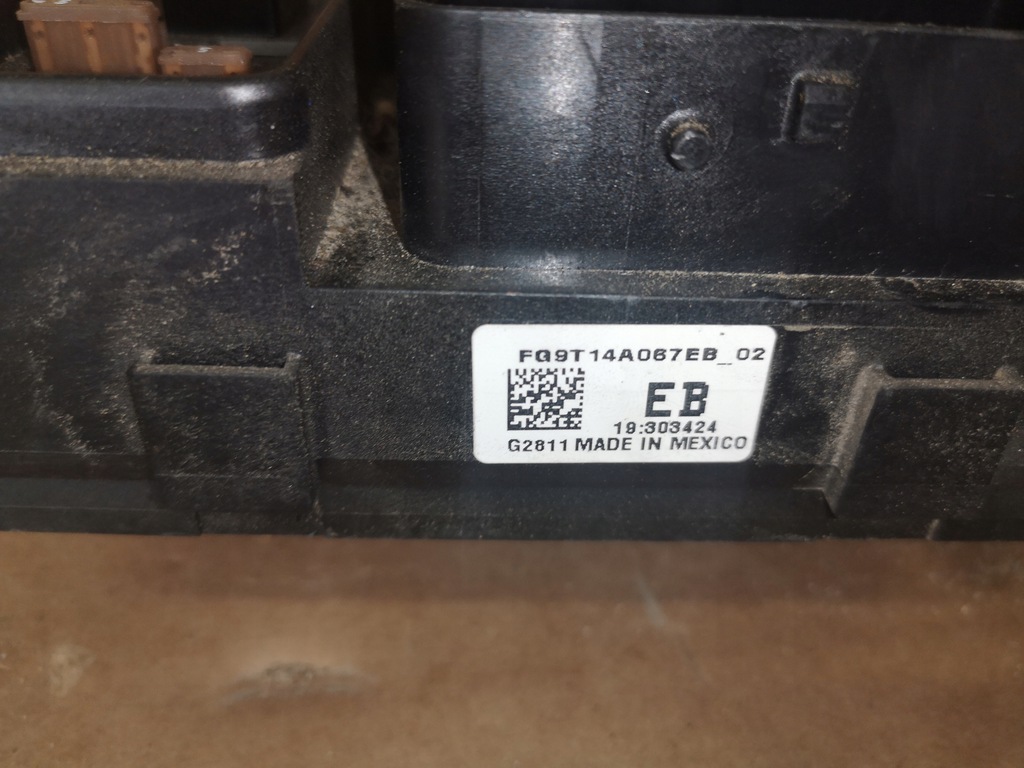 FG9T14A067EB_02
EB
19:303424
G2811 MADE IN MEXICO